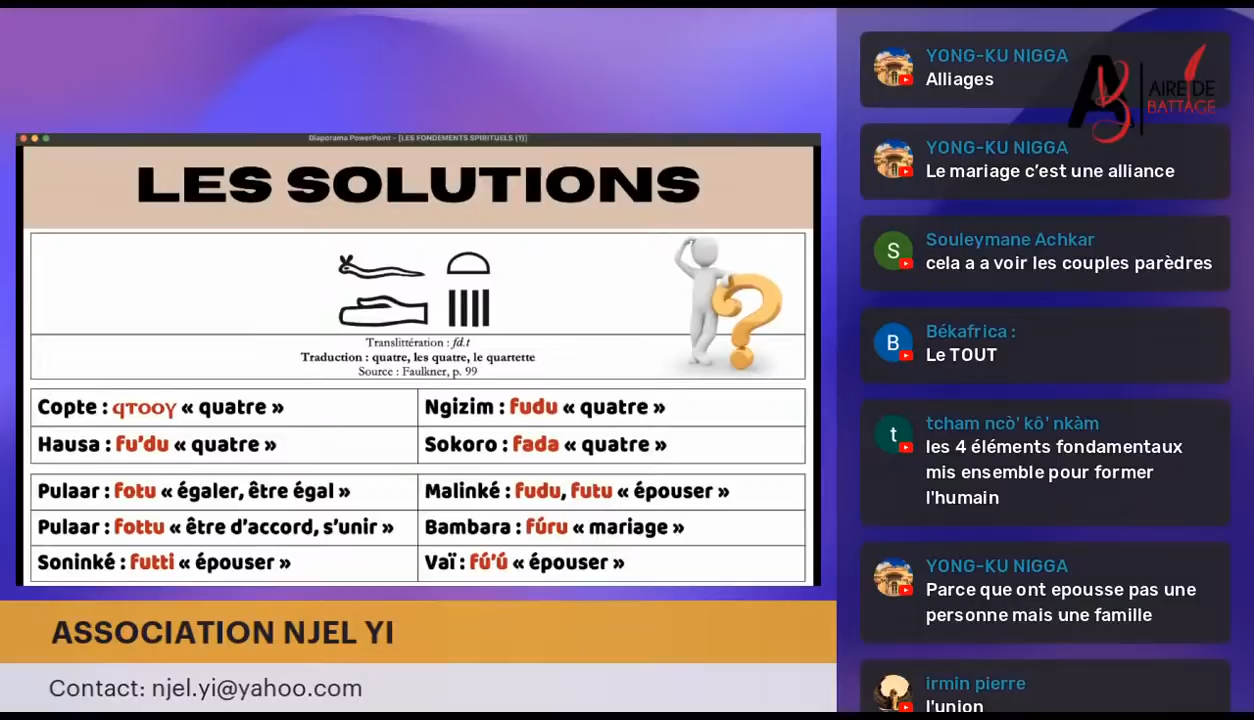 Diaporama PowerPoint - [LES FONDEMENTS SPIRITUELS (1)]
LES SOLUTIONS
Translittération : fd.t
Traduction : quatre, les quatre, le quartette
Source : Faulkner, p. 99
Copte : ϥⲧⲟⲟⲩ « quatre »
Ngizim : fudu « quatre »
Hausa : fu’du « quatre »
Sokoro : fada « quatre »
Pulaar : fotu « égaler, être égal »
Malinké : fudu, futu « épouser »
Pulaar : fottu « être d’accord, s’unir »
Bambara : fúru « mariage »
Soninké : futti « épouser »
Vaï : fú’ú « épouser »
ASSOCIATION NJEL YI
Contact: njel.yi@yahoo.com
YONG-KU NIGGA
Alliages
AIRE DE
BATTAGE
YONG-KU NIGGA
Le mariage c’est une alliance
S
Souleymane Achkar
cela a a voir les couples parèdres
B
Békafrica :
Le TOUT
t
tcham ncò' kô' nkàm
les 4 éléments fondamentaux
mis ensemble pour former
l'humain
YONG-KU NIGGA
Parce que ont epousse pas une
personne mais une famille
irmin pierre
l'union